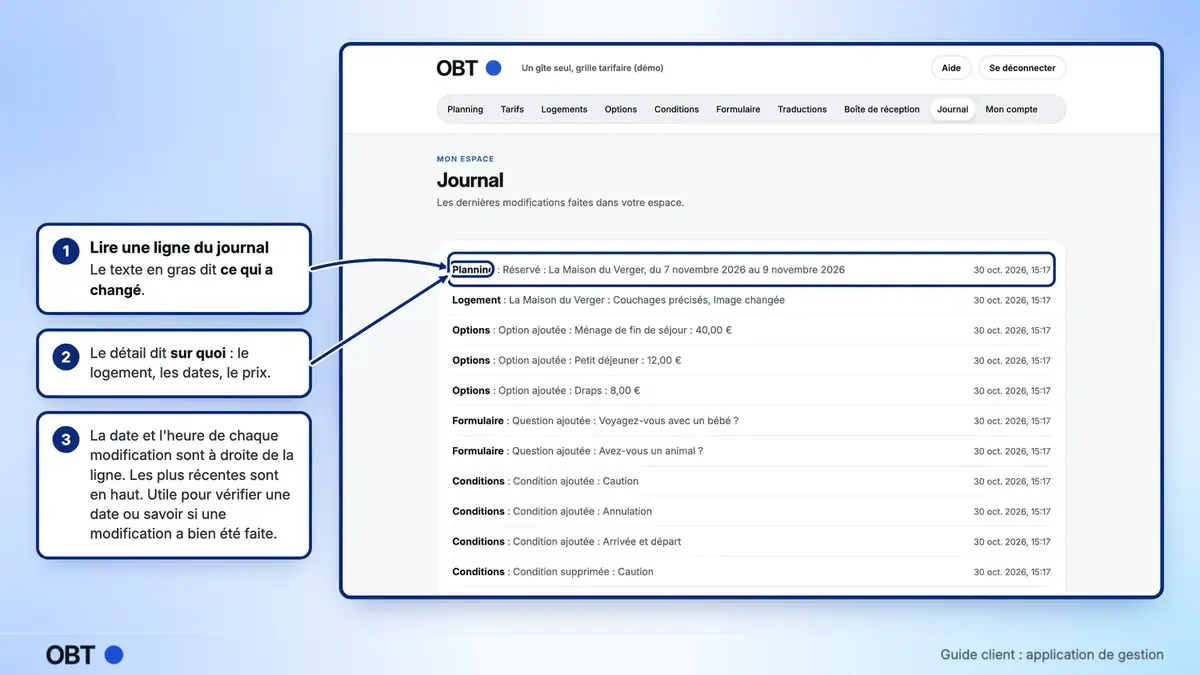 OBT
Un gîte seul, grille tarifaire (démo)
Aide
Se déconnecter
Planning
Tarifs
Logements
Options
Conditions
Formulaire
Traductions
Boîte de réception
Journal
Mon compte
MON ESPACE
Journal
Les dernières modifications faites dans votre espace.
1
Lire une ligne du journal
Le texte en gras dit ce qui a
changé.
2
Le détail dit sur quoi : le
logement, les dates, le prix.
3
La date et l'heure de chaque
modification sont à droite de la
ligne. Les plus récentes sont
en haut. Utile pour vérifier une
date ou savoir si une
modification a bien été faite.
Planning : Réservé : La Maison du Verger, du 7 novembre 2026 au 9 novembre 2026 30 oct. 2026, 15:17
Logement : La Maison du Verger : Couchages précisés, Image changée 30 oct. 2026, 15:17
Options : Option ajoutée : Ménage de fin de séjour : 40,00 € 30 oct. 2026, 15:17
Options : Option ajoutée : Petit déjeuner : 12,00 € 30 oct. 2026, 15:17
Options : Option ajoutée : Draps : 8,00 € 30 oct. 2026, 15:17
Formulaire : Question ajoutée : Voyagez-vous avec un bébé ? 30 oct. 2026, 15:17
Formulaire : Question ajoutée : Avez-vous un animal ? 30 oct. 2026, 15:17
Conditions : Condition ajoutée : Caution 30 oct. 2026, 15:17
Conditions : Condition ajoutée : Annulation 30 oct. 2026, 15:17
Conditions : Condition ajoutée : Arrivée et départ 30 oct. 2026, 15:17
Conditions : Condition supprimée : Caution 30 oct. 2026, 15:17
OBT
Guide client : application de gestion